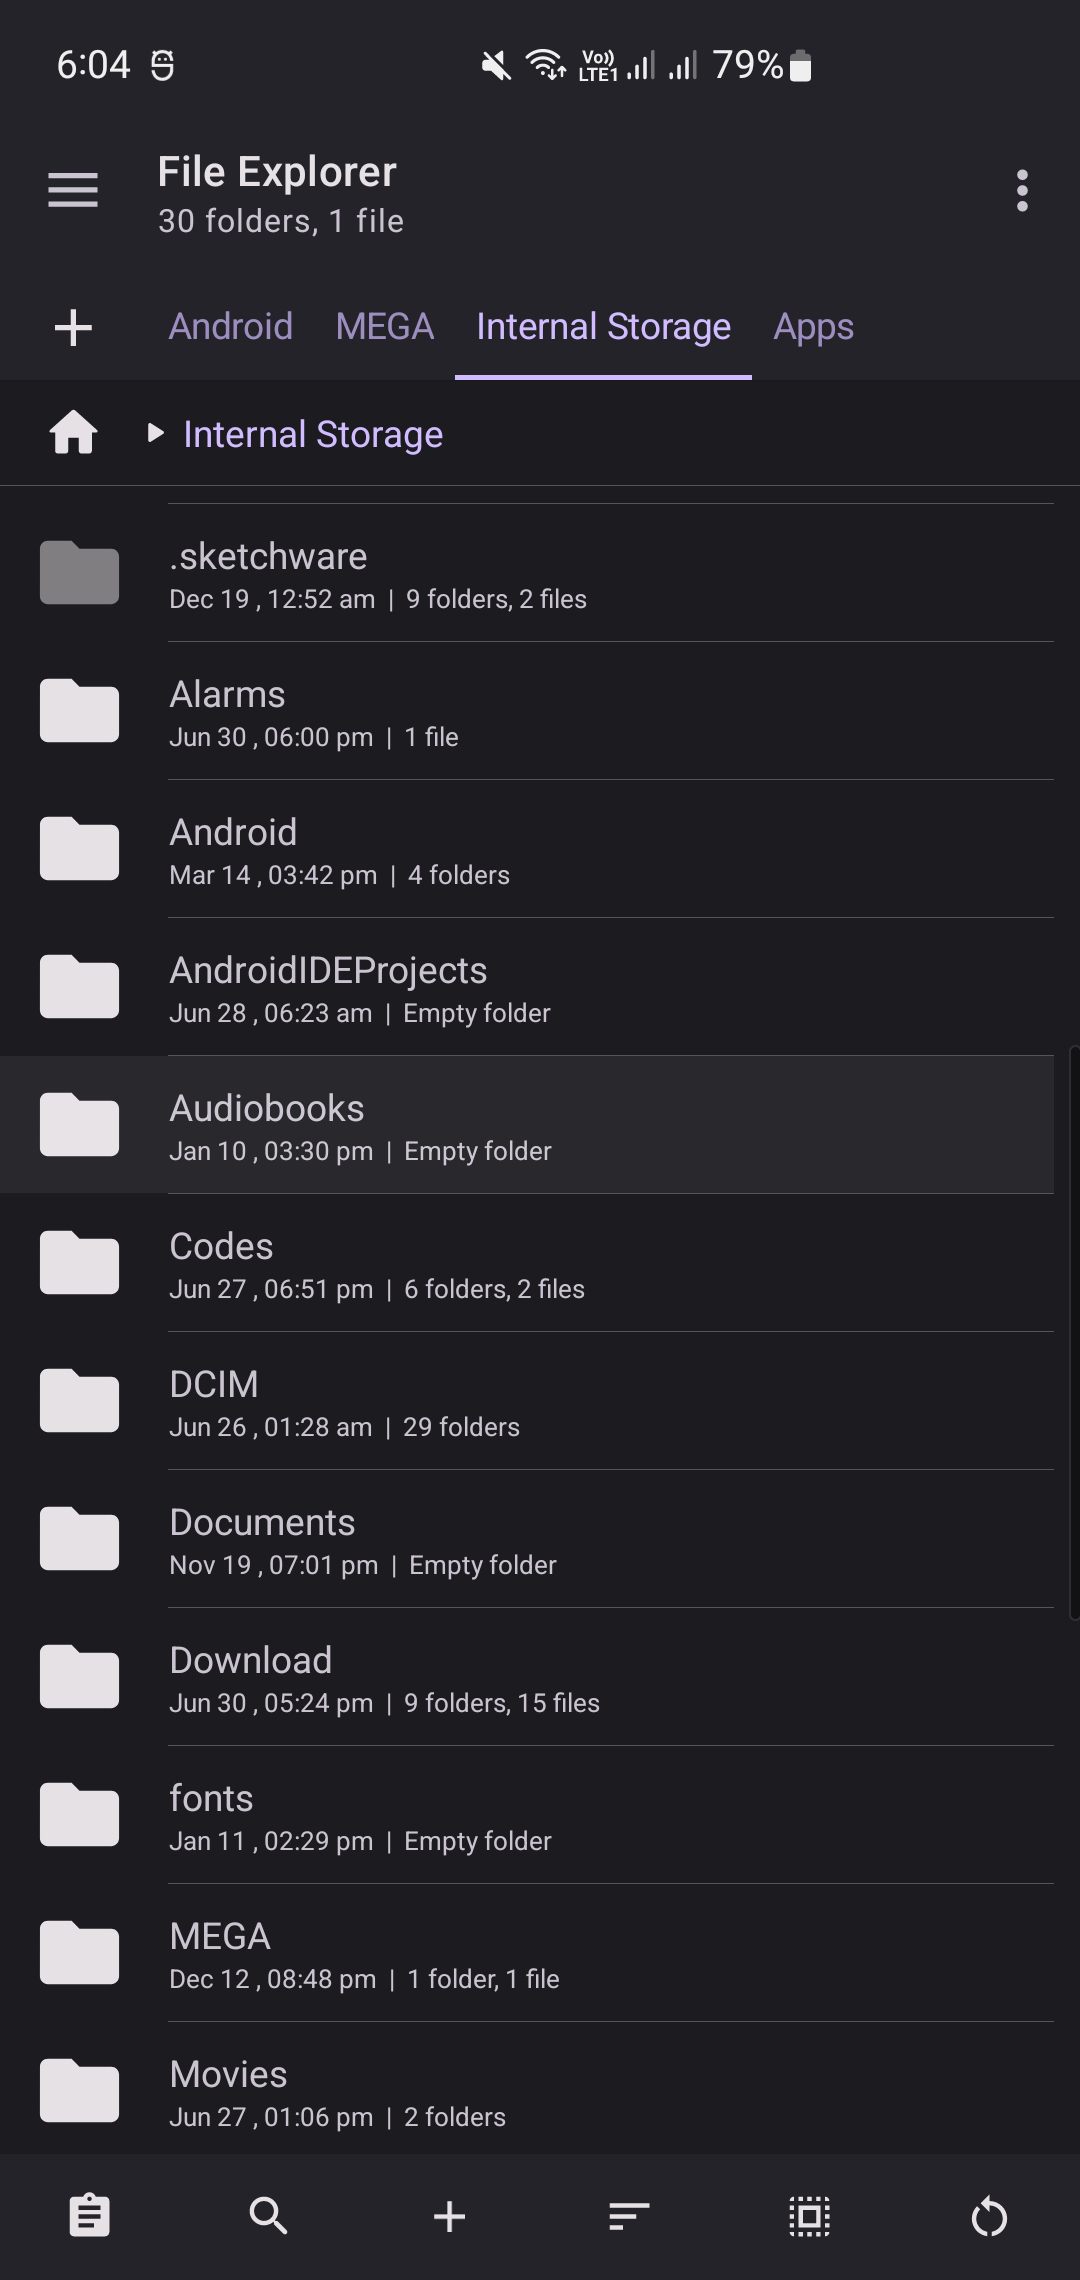 6:04 Vo)) LTE1 79%
File Explorer
30 folders, 1 file
Android MEGA Internal Storage Apps
Internal Storage
.sketchware
Dec 19 , 12:52 am | 9 folders, 2 files
Alarms
Jun 30 , 06:00 pm | 1 file
Android
Mar 14 , 03:42 pm | 4 folders
AndroidIDEProjects
Jun 28 , 06:23 am | Empty folder
Audiobooks
Jan 10 , 03:30 pm | Empty folder
Codes
Jun 27 , 06:51 pm | 6 folders, 2 files
DCIM
Jun 26 , 01:28 am | 29 folders
Documents
Nov 19 , 07:01 pm | Empty folder
Download
Jun 30 , 05:24 pm | 9 folders, 15 files
fonts
Jan 11 , 02:29 pm | Empty folder
MEGA
Dec 12 , 08:48 pm | 1 folder, 1 file
Movies
Jun 27 , 01:06 pm | 2 folders